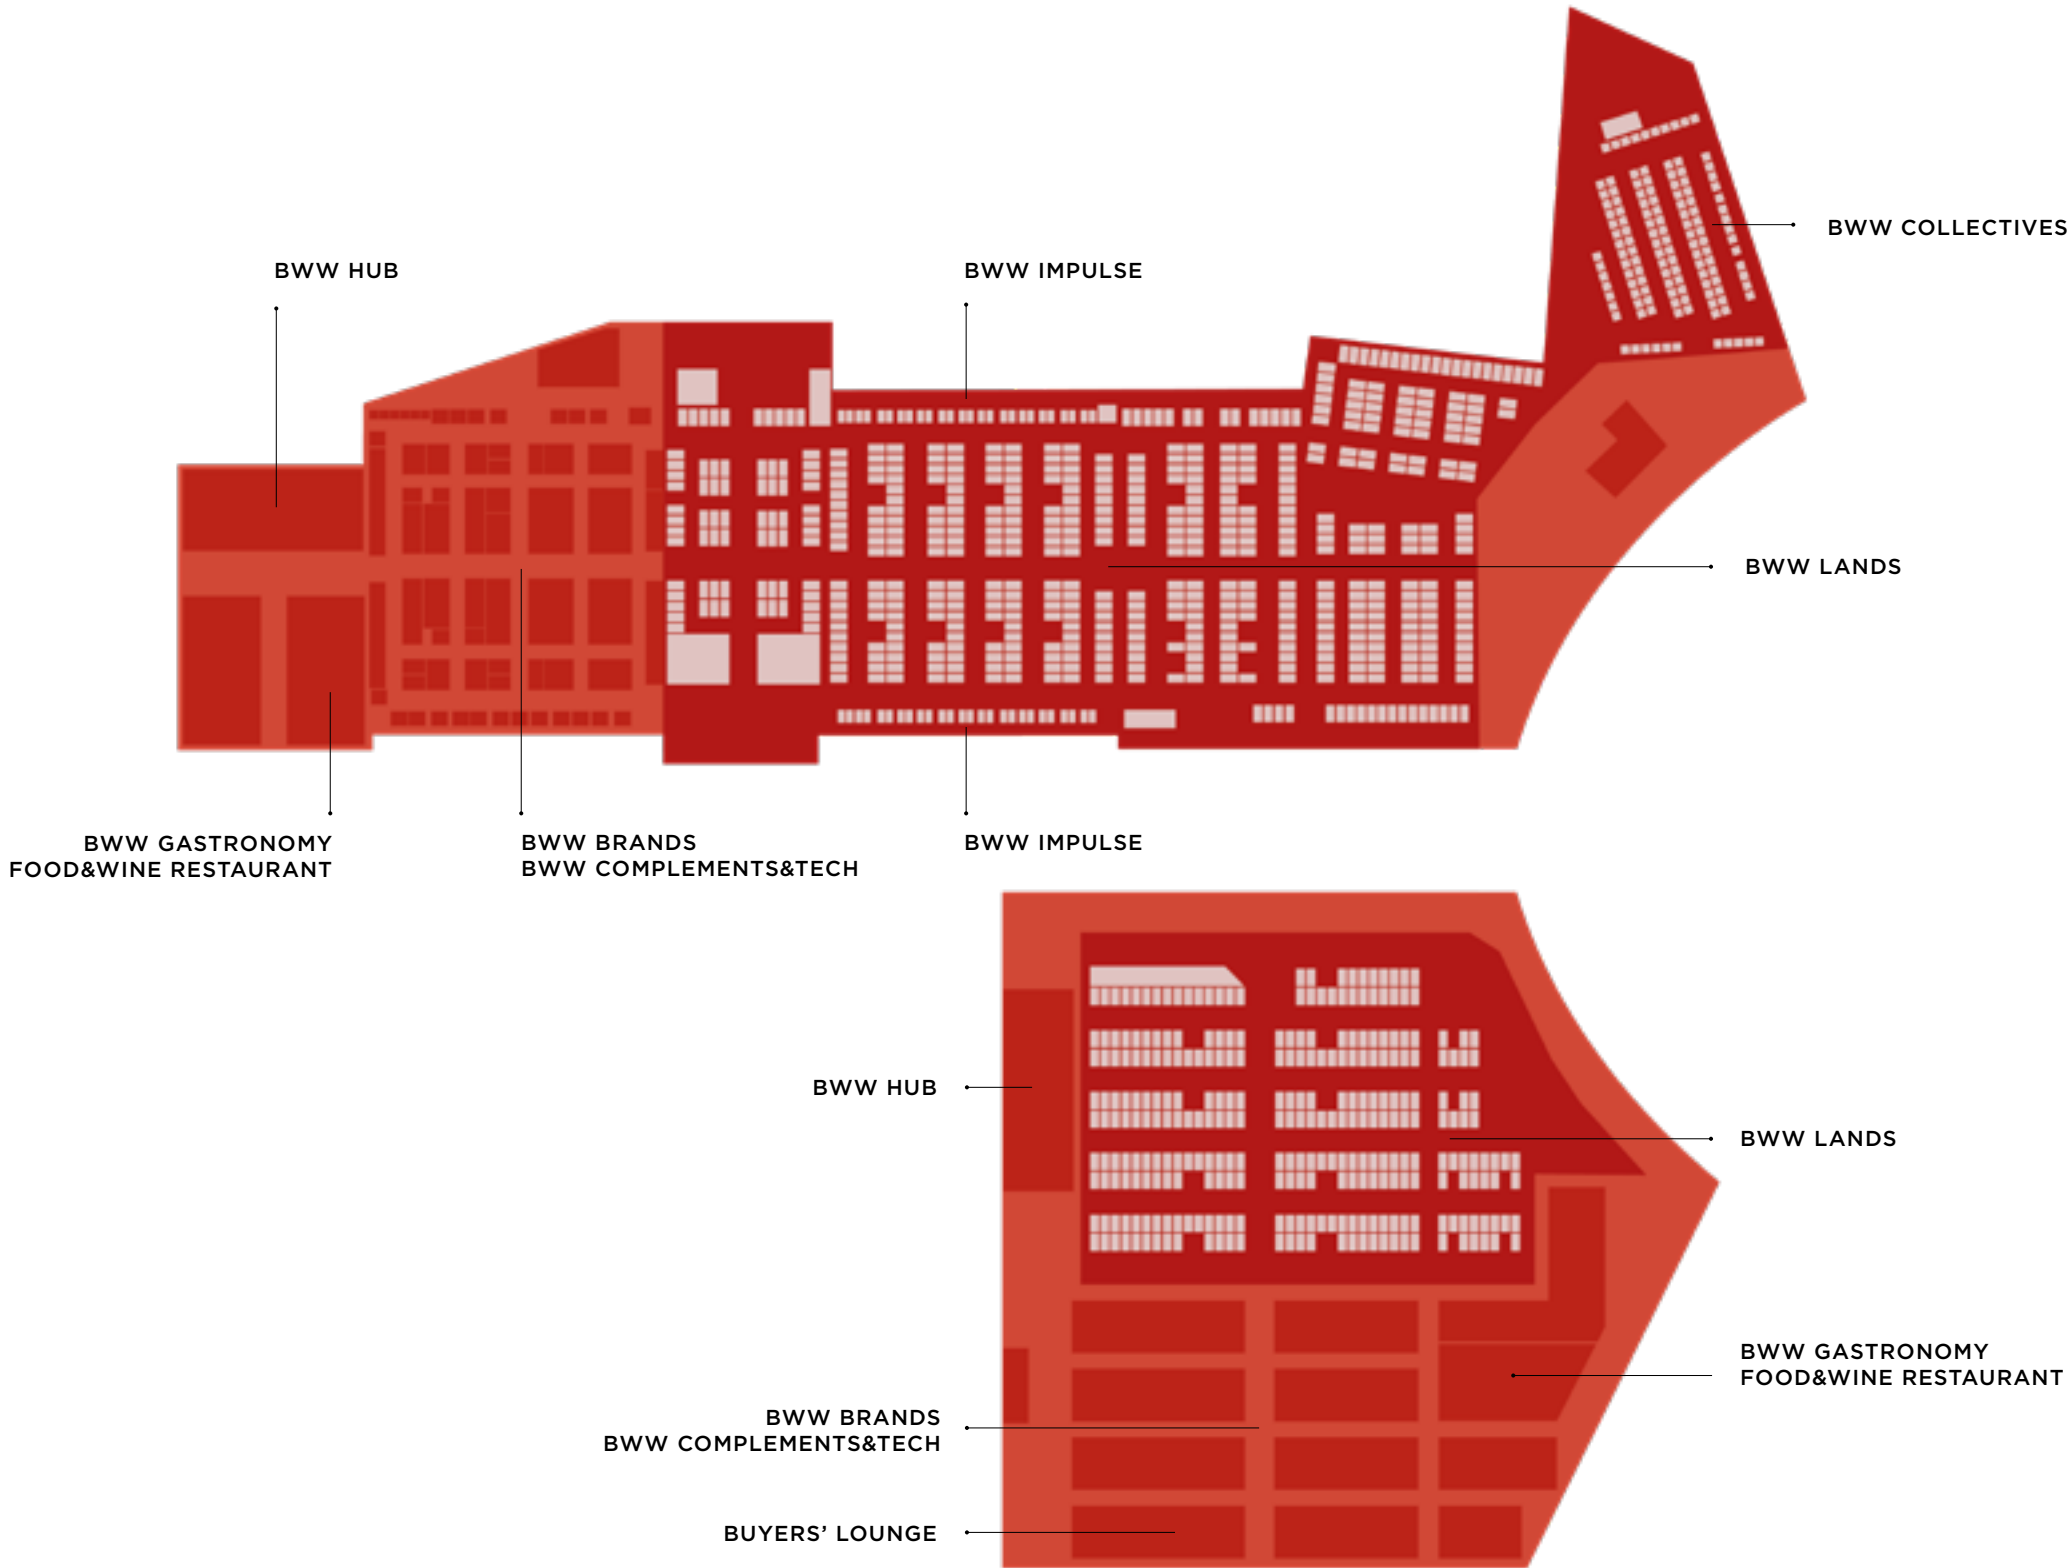 BWW COLLECTIVES
BWW HUB
BWW IMPULSE
BWW LANDS
BWW GASTRONOMY
FOOD&WINE RESTAURANT
BWW BRANDS
BWW COMPLEMENTS&TECH
BWW IMPULSE
BWW HUB
BWW LANDS
BWW GASTRONOMY
FOOD&WINE RESTAURANT
BWW BRANDS
BWW COMPLEMENTS&TECH
BUYERS’ LOUNGE